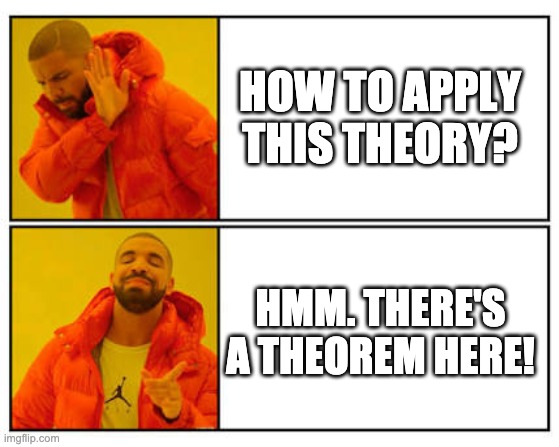 HOW TO APPLY
THIS THEORY?
HMM. THERE'S
A THEOREM HERE!
imgflip.com